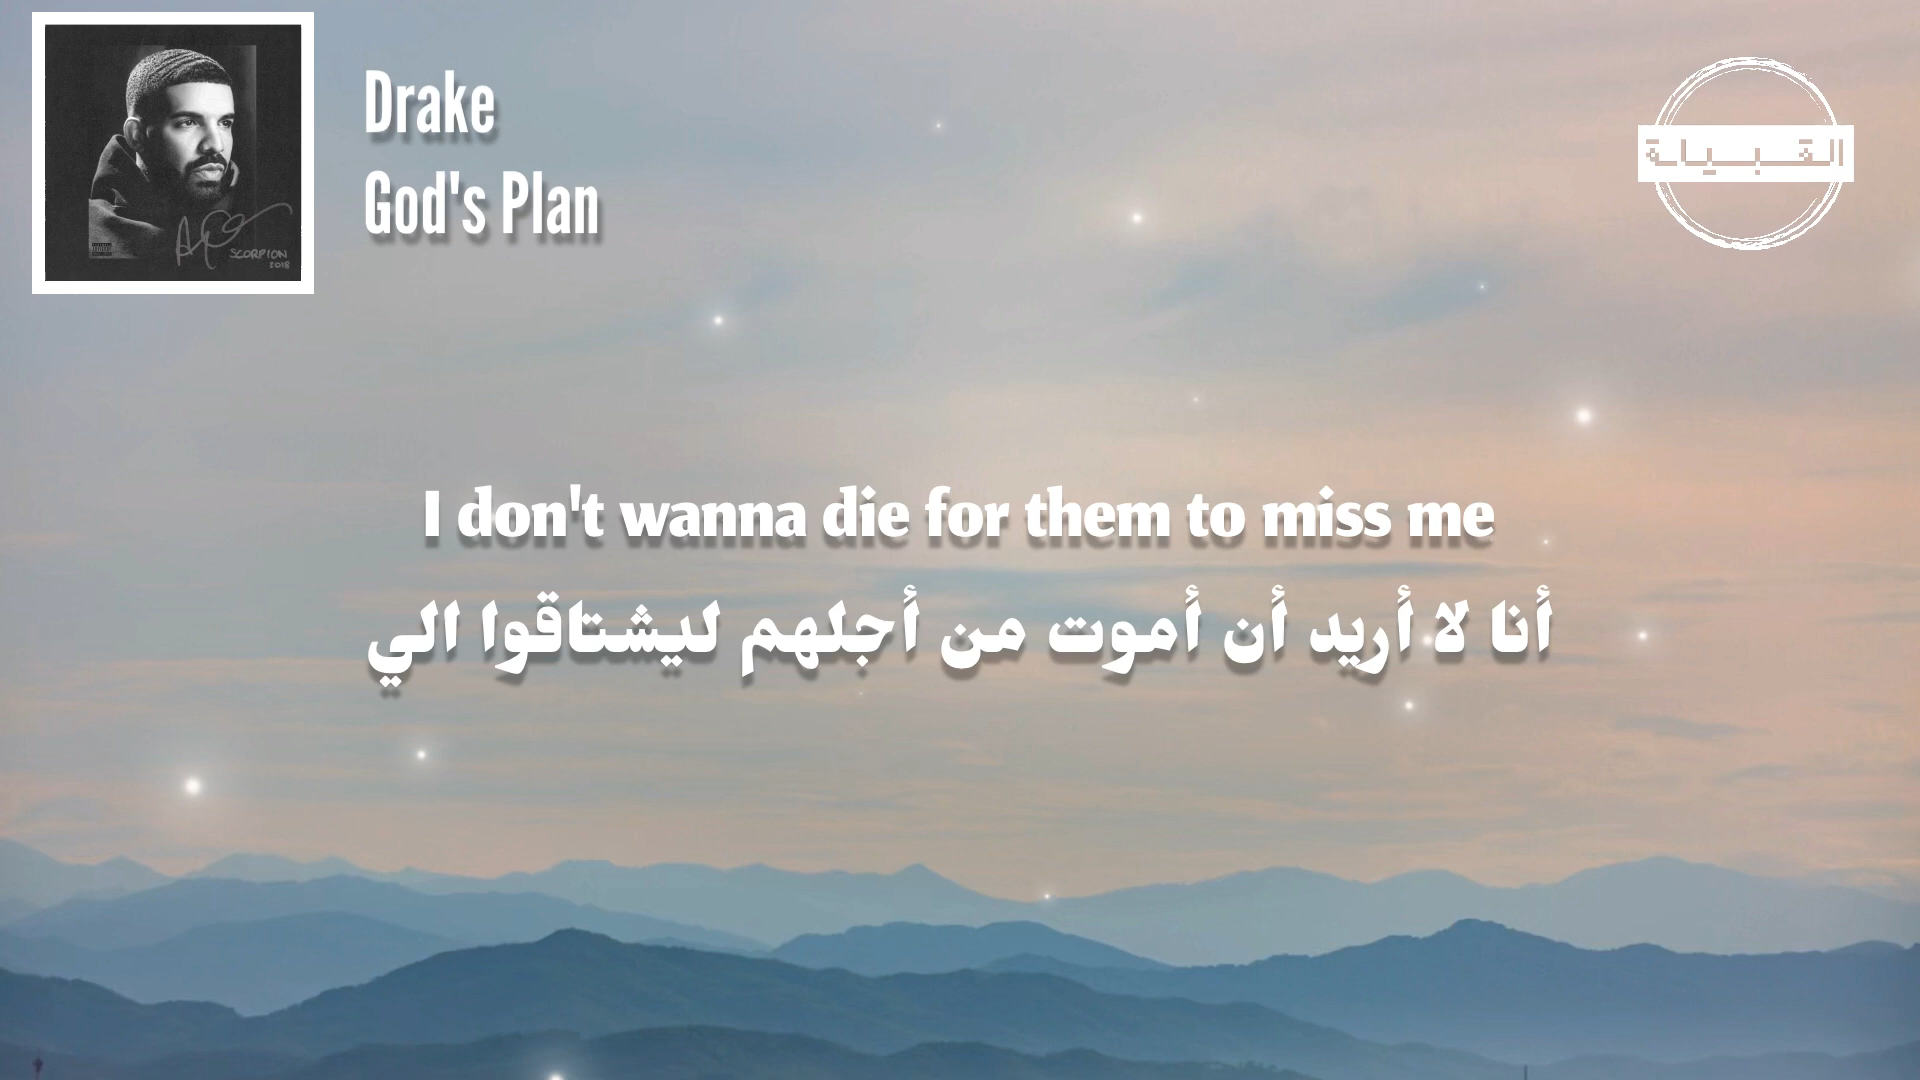 Drake
God's Plan
القبيلة
SCORPION
2018
I don't wanna die for them to miss me
أنا لا أريد أن أموت من أجلهم ليشتاقوا الي